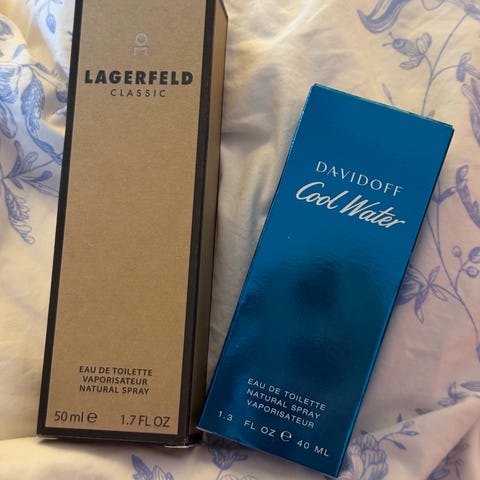 LAGERFELD
CLASSIC
EAU DE TOILETTE
VAPORISATEUR
NATURAL SPRAY
50 ml e 1.7 FL OZ
DAVIDOFF
Cool Water
EAU DE TOILETTE
NATURAL SPRAY
VAPORISATEUR
1.3 FL OZ e 40 ML